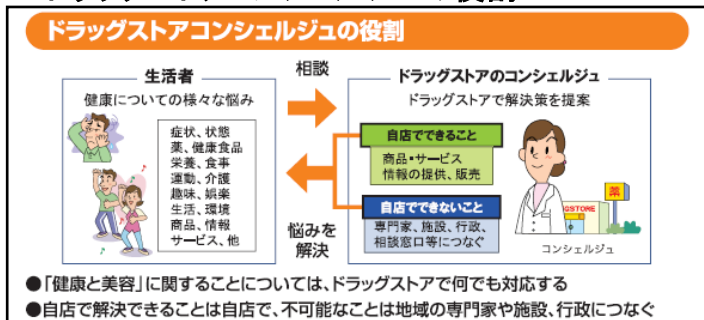 ドラッグストアコンシェルジュの役割
生活者
健康についての様々な悩み
症状、状態
薬、健康食品
栄養、食事
運動、介護
趣味、娯楽
生活、環境
商品、情報
サービス、他
相談
悩みを
解決
ドラッグストアのコンシェルジュ
ドラッグストアで解決策を提案
自店でできること
商品・サービス
情報の提供、販売
自店でできないこと
専門家、施設、行政、
相談窓口等につなぐ
薬
GSTORE
コンシェルジュ
●「健康と美容」に関することについては、ドラッグストアで何でも対応する
●自店で解決できることは自店で、不可能なことは地域の専門家や施設、行政につなぐ